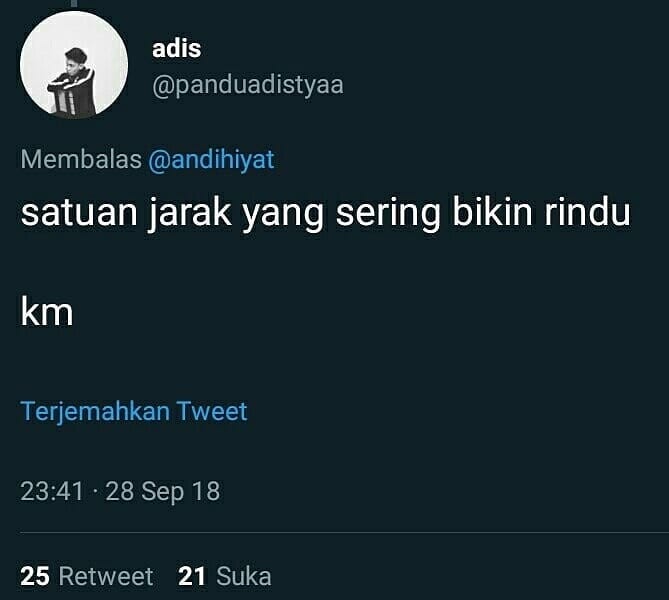 adis
@panduadistyaa
Membalas @andihiyat
satuan jarak yang sering bikin rindu
km
Terjemahkan Tweet
23:41 · 28 Sep 18
25 Retweet 21 Suka